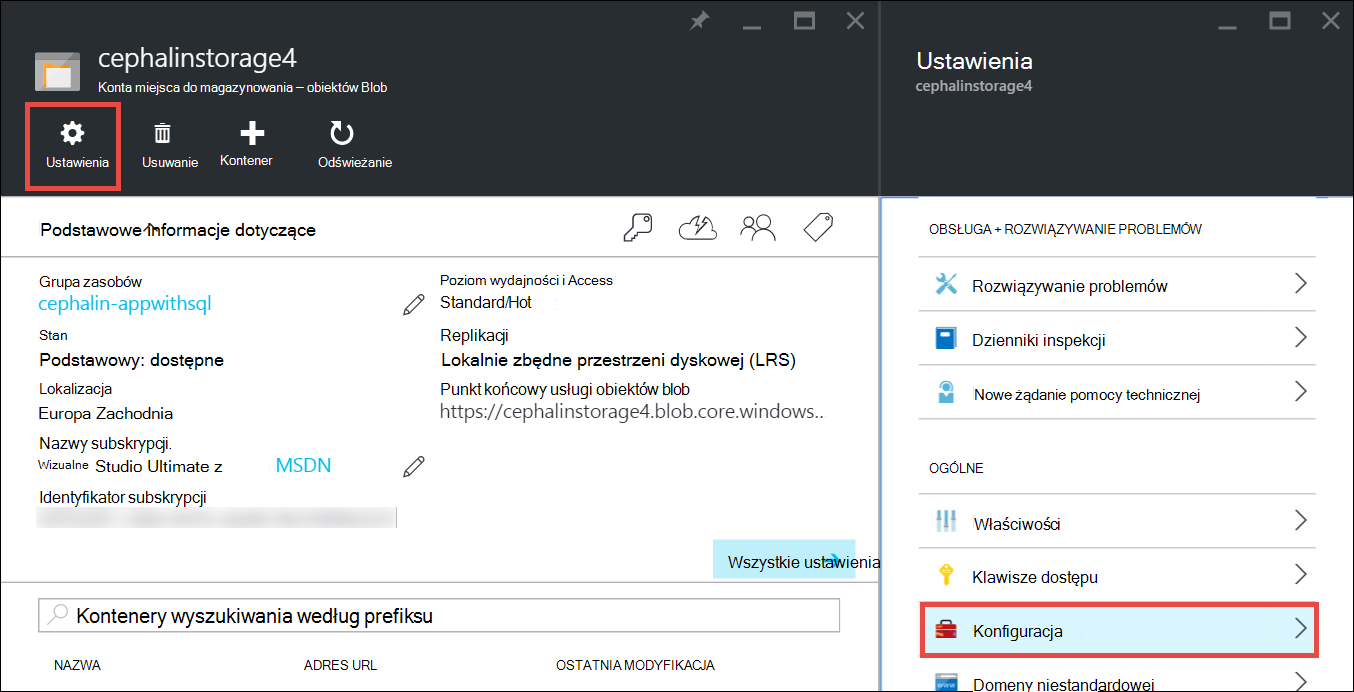 cephalinstorage4
Konta miejsca do magazynowania – obiektów Blob
Ustawienia
Usuwanie
Kontener
Odświeżanie
Podstawowe informacje dotyczące
Grupa zasobów
cephalin-appwithsql
Stan
Podstawowy: dostępne
Lokalizacja
Europa Zachodnia
Nazwy subskrypcji.
Wizualne Studio Ultimate z MSDN
Identyfikator subskrypcji
Poziom wydajności i Access
Standard/Hot
Replikacji
Lokalnie zbędne przestrzeni dyskowej (LRS)
Punkt końcowy usługi obiektów blob
https://cephalinstorage4.blob.core.windows..
Wszystkie ustawienia
Kontenery wyszukiwania według prefiksu
NAZWA
ADRES URL
OSTATNIA MODYFIKACJA
Ustawienia
cephalinstorage4
OBSŁUGA + ROZWIĄZYWANIE PROBLEMÓW
Rozwiązywanie problemów
Dzienniki inspekcji
Nowe żądanie pomocy technicznej
OGÓLNE
Właściwości
Klawisze dostępu
Konfiguracja
Domeny niestandardowej